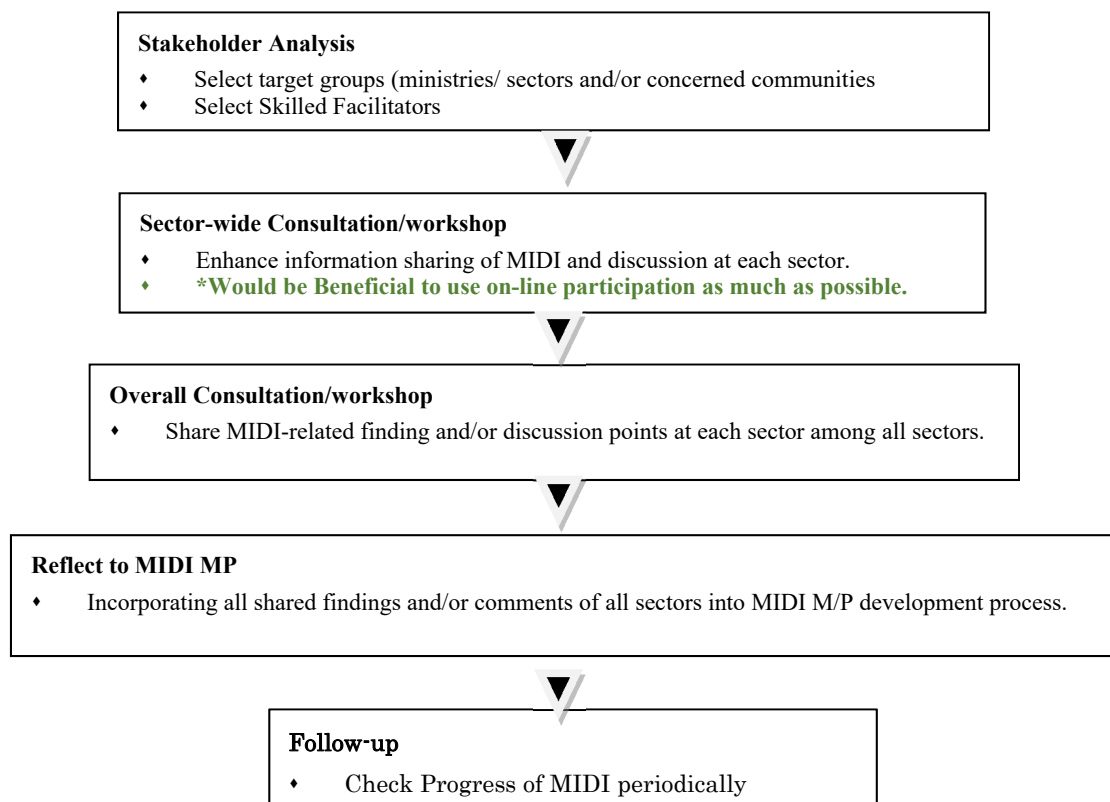 Stakeholder Analysis
♦ Select target groups (ministries/ sectors and/or concerned communities
♦ Select Skilled Facilitators
Sector-wide Consultation/workshop
♦ Enhance information sharing of MIDI and discussion at each sector.
♦ *Would be Beneficial to use on-line participation as much as possible.
Overall Consultation/workshop
♦ Share MIDI-related finding and/or discussion points at each sector among all sectors.
Reflect to MIDI MP
♦ Incorporating all shared findings and/or comments of all sectors into MIDI M/P development process.
Follow-up
♦ Check Progress of MIDI periodically